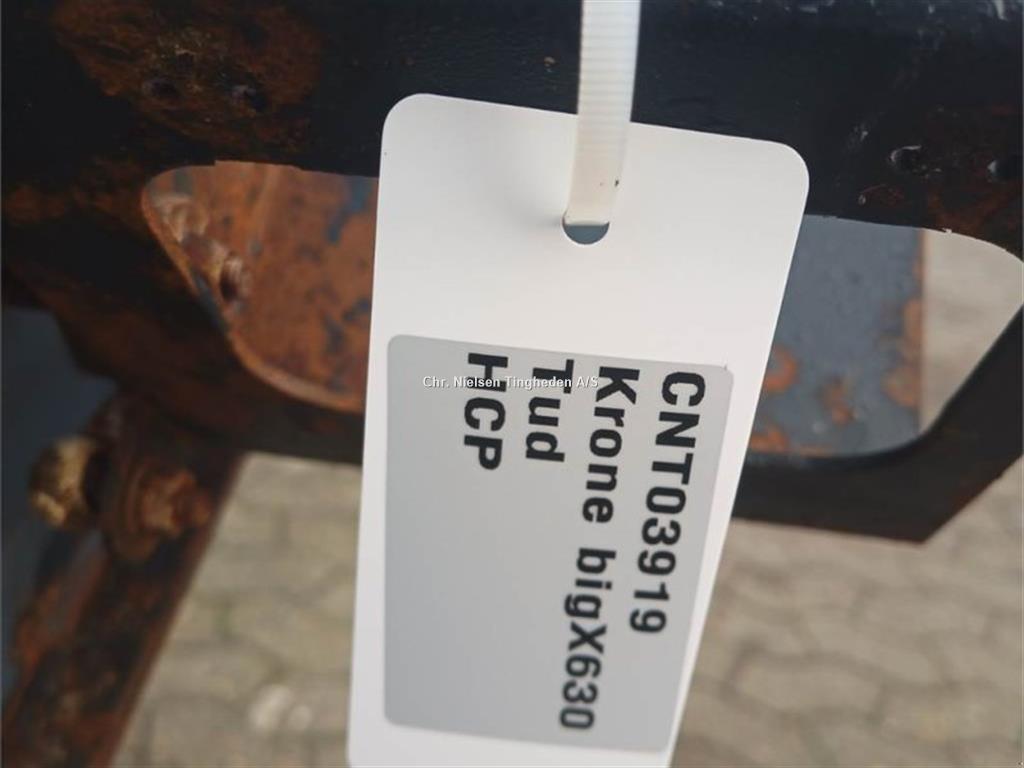 CNT03919
Krone bigX630
Tud
HCP
Chr. Nielsen Tingheden A/S